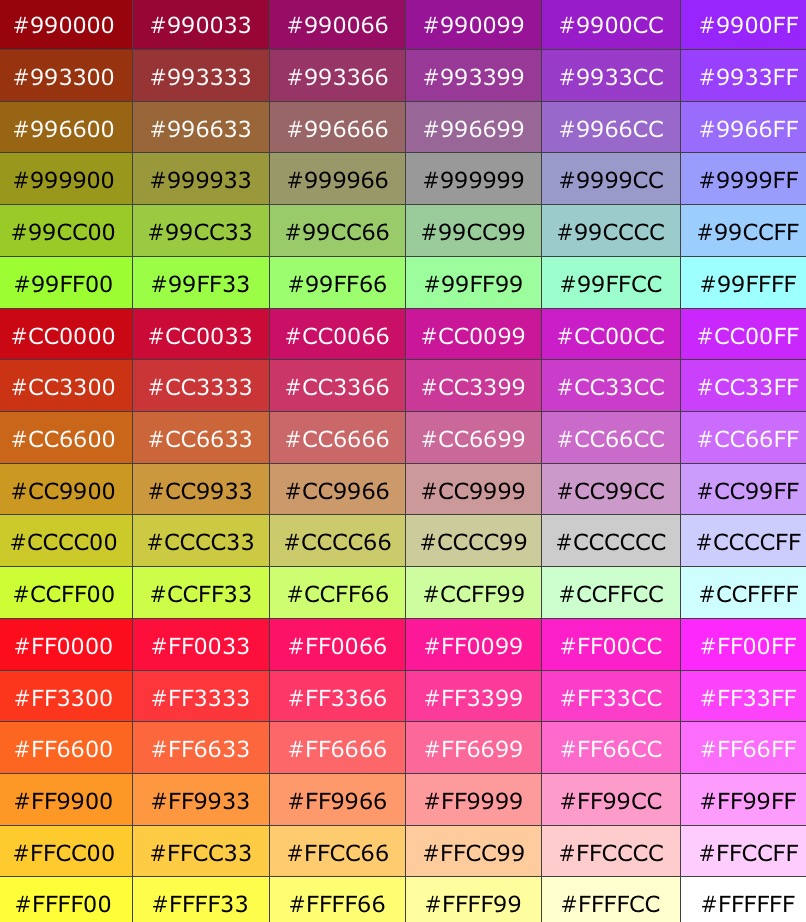 #990000 #990033 #990066 #990099 #9900CC #9900FF
#993300 #993333 #993366 #993399 #9933CC #9933FF
#996600 #996633 #996666 #996699 #9966CC #9966FF
#999900 #999933 #999966 #999999 #9999CC #9999FF
#99CC00 #99CC33 #99CC66 #99CC99 #99CCCC #99CCFF
#99FF00 #99FF33 #99FF66 #99FF99 #99FFCC #99FFFF
#CC0000 #CC0033 #CC0066 #CC0099 #CC00CC #CC00FF
#CC3300 #CC3333 #CC3366 #CC3399 #CC33CC #CC33FF
#CC6600 #CC6633 #CC6666 #CC6699 #CC66CC #CC66FF
#CC9900 #CC9933 #CC9966 #CC9999 #CC99CC #CC99FF
#CCCC00 #CCCC33 #CCCC66 #CCCC99 #CCCCCC #CCCCFF
#CCFF00 #CCFF33 #CCFF66 #CCFF99 #CCFFCC #CCFFFF
#FF0000 #FF0033 #FF0066 #FF0099 #FF00CC #FF00FF
#FF3300 #FF3333 #FF3366 #FF3399 #FF33CC #FF33FF
#FF6600 #FF6633 #FF6666 #FF6699 #FF66CC #FF66FF
#FF9900 #FF9933 #FF9966 #FF9999 #FF99CC #FF99FF
#FFCC00 #FFCC33 #FFCC66 #FFCC99 #FFCCCC #FFCCFF
#FFFF00 #FFFF33 #FFFF66 #FFFF99 #FFFFCC #FFFFFF